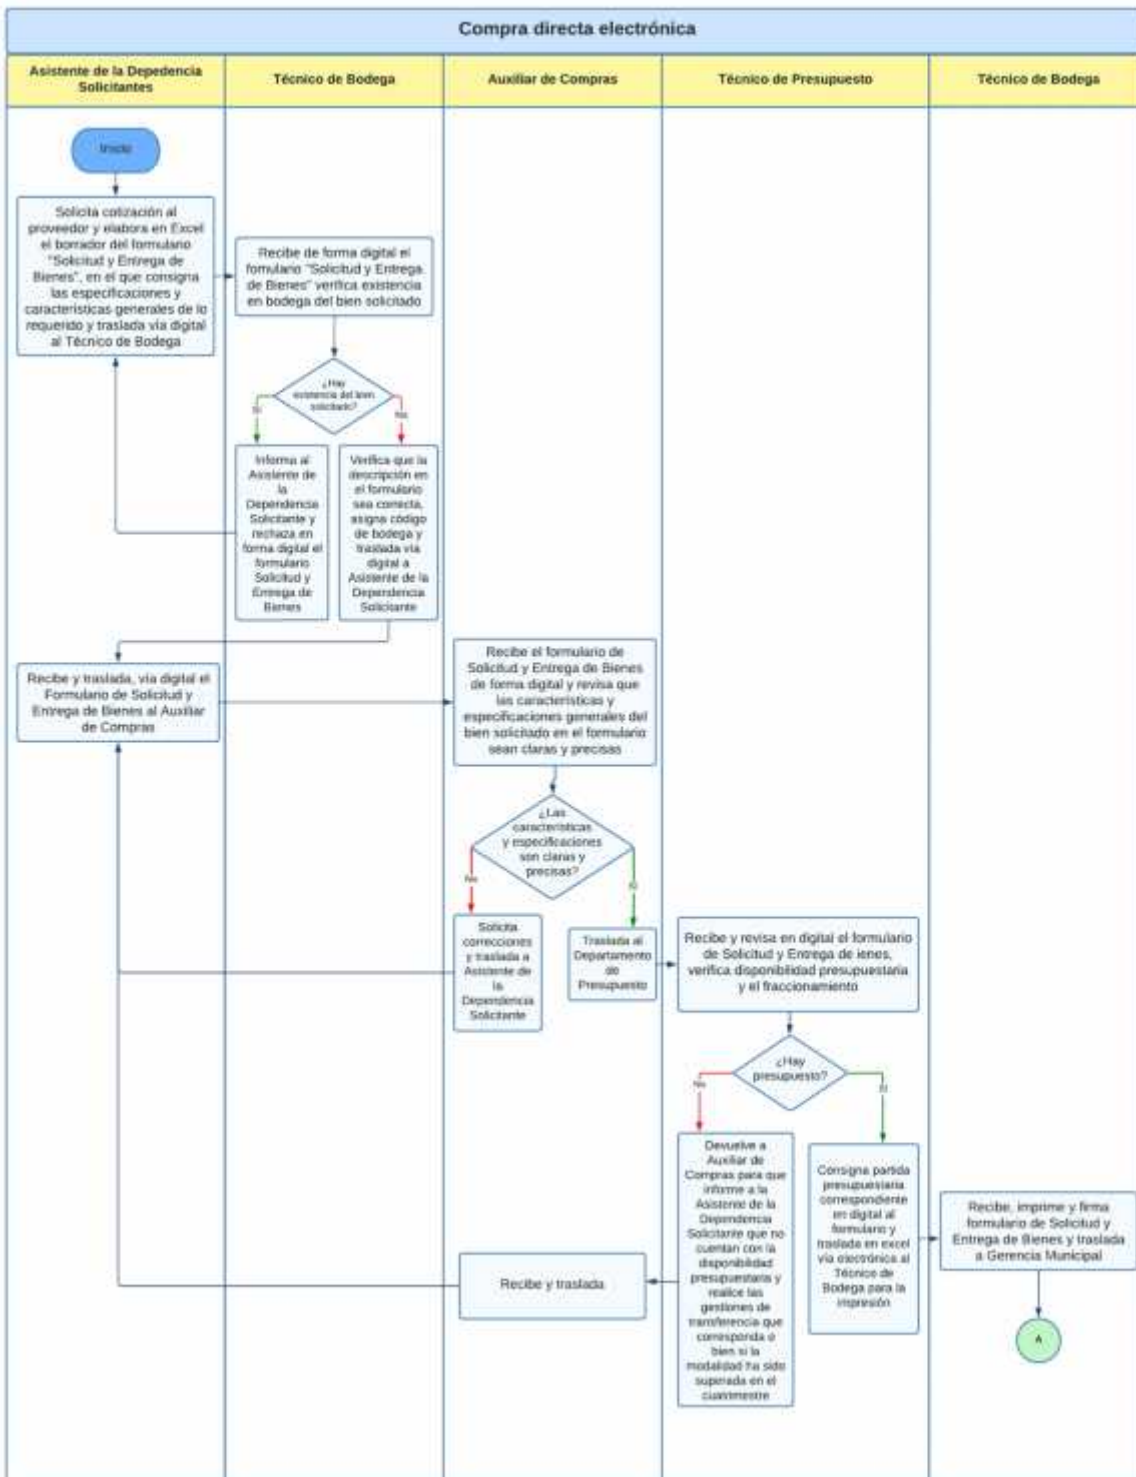 Compra directa electrónica
Asistente de la Depedencia
Solicitantes
Técnico de Bodega
Auxiliar de Compras
Técnico de Presupuesto
Técnico de Bodega
Inicio
Solicita cotización al
proveedor y elabora en Excel
el borrador del formulario
"Solicitud y Entrega de
Bienes", en el que consigna
las especificaciones y
características generales de lo
requerido y traslada vía digital
al Técnico de Bodega
Recibe de forma digital el
fomulario "Solicitud y Entrega
de Bienes" verifica existencia
en bodega del bien solicitado
¿Hay
existencia del bien
solicitado?
Si
No
Informa al
Asistente de
la
Dependencia
Solicitante y
rechaza en
forma digital el
formulario
Solicitud y
Entrega de
Bienes
Verifica que la
descripción en
el formulario
sea correcta,
asigna código
de bodega y
traslada vía
digital a
Asistente de la
Dependencia
Solicitante
Recibe y traslada, vía digital el
Formulario de Solicitud y
Entrega de Bienes al Auxiliar
de Compras
Recibe el formulario de
Solicitud y Entrega de Bienes
de forma digital y revisa que
las características y
especificaciones generales del
bien solicitado en el formulario
sean claras y precisas
¿Las
características
y especificaciones
son claras y
precisas?
No
Si
Solicita
correcciones
y traslada a
Asistente de
la
Dependencia
Solicitante
Traslada al
Departamento
de
Presupuesto
Recibe y revisa en digital el formulario
de Solicitud y Entrega de ienes,
verifica disponibilidad presupuestaria
y el fraccionamiento
¿Hay
presupuesto?
No
Si
Devuelve a
Auxiliar de
Compras para que
informe a la
Asistente de la
Dependencia
Solicitante que no
cuentan con la
disponibilidad
presupuestaria y
realice las
gestiones de
transferencia que
corresponda o
bien si la
modalidad ha sido
superada en el
cuatrimestre
Consigna partida
presupuestaria
correspondiente
en digital al
formulario y
traslada en excel
vía electrónica al
Técnico de
Bodega para la
impresión
Recibe, imprime y firma
formulario de Solicitud y
Entrega de Bienes y traslada
a Gerencia Municipal
Recibe y traslada
A